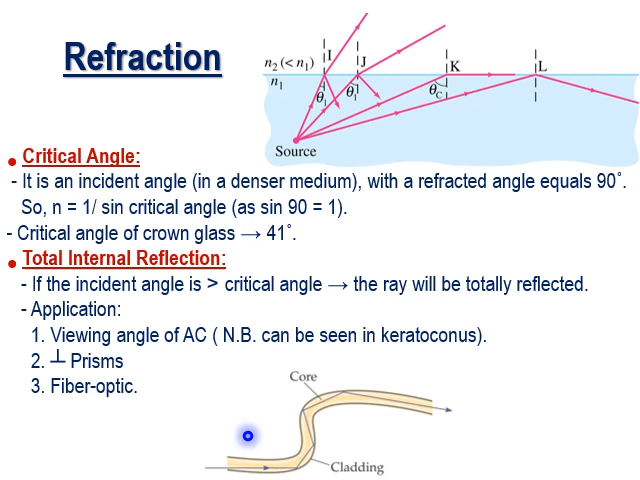 Refraction
n2 (< n1)
n1
I
J
K
L
θ1
θ1
θC
Source
• Critical Angle:
- It is an incident angle (in a denser medium), with a refracted angle equals 90˚.
So, n = 1/ sin critical angle (as sin 90 = 1).
- Critical angle of crown glass → 41˚.
• Total Internal Reflection:
- If the incident angle is > critical angle → the ray will be totally reflected.
- Application:
1. Viewing angle of AC ( N.B. can be seen in keratoconus).
2. ┴ Prisms
3. Fiber-optic.
Core
Cladding